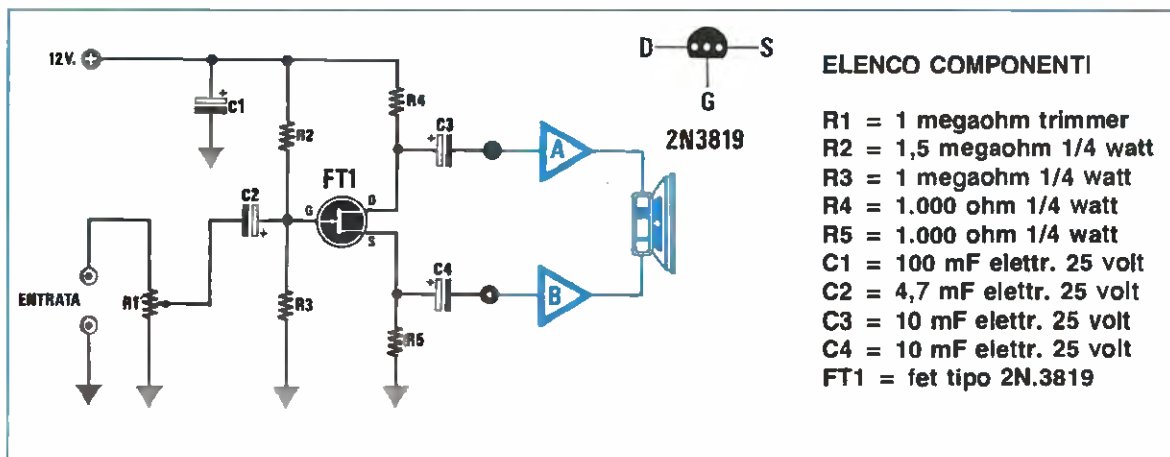 12V.
C1
R2
R4
C3
A
FT1
C2
G
D
S
C4
B
ENTRATA
R1
R3
R5
D
S
G
2N3819
ELENCO COMPONENTI
R1 = 1 megaohm trimmer
R2 = 1,5 megaohm 1/4 watt
R3 = 1 megaohm 1/4 watt
R4 = 1.000 ohm 1/4 watt
R5 = 1.000 ohm 1/4 watt
C1 = 100 mF elettr. 25 volt
C2 = 4,7 mF elettr. 25 volt
C3 = 10 mF elettr. 25 volt
C4 = 10 mF elettr. 25 volt
FT1 = fet tipo 2N.3819